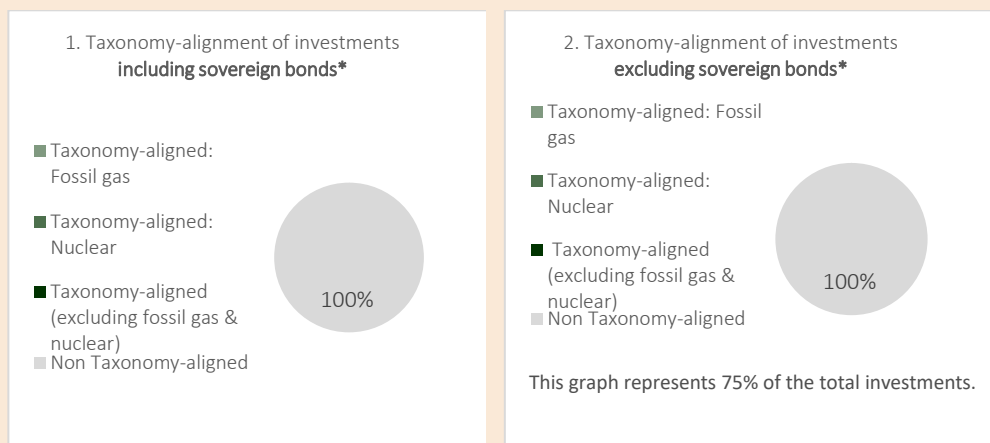 1. Taxonomy-alignment of investments
including sovereign bonds*
Taxonomy-aligned:
Fossil gas
Taxonomy-aligned:
Nuclear
Taxonomy-aligned
(excluding fossil gas &
nuclear)
Non Taxonomy-aligned
100%
2. Taxonomy-alignment of investments
excluding sovereign bonds*
Taxonomy-aligned: Fossil
gas
Taxonomy-aligned:
Nuclear
Taxonomy-aligned
(excluding fossil gas &
nuclear)
Non Taxonomy-aligned
100%
This graph represents 75% of the total investments.